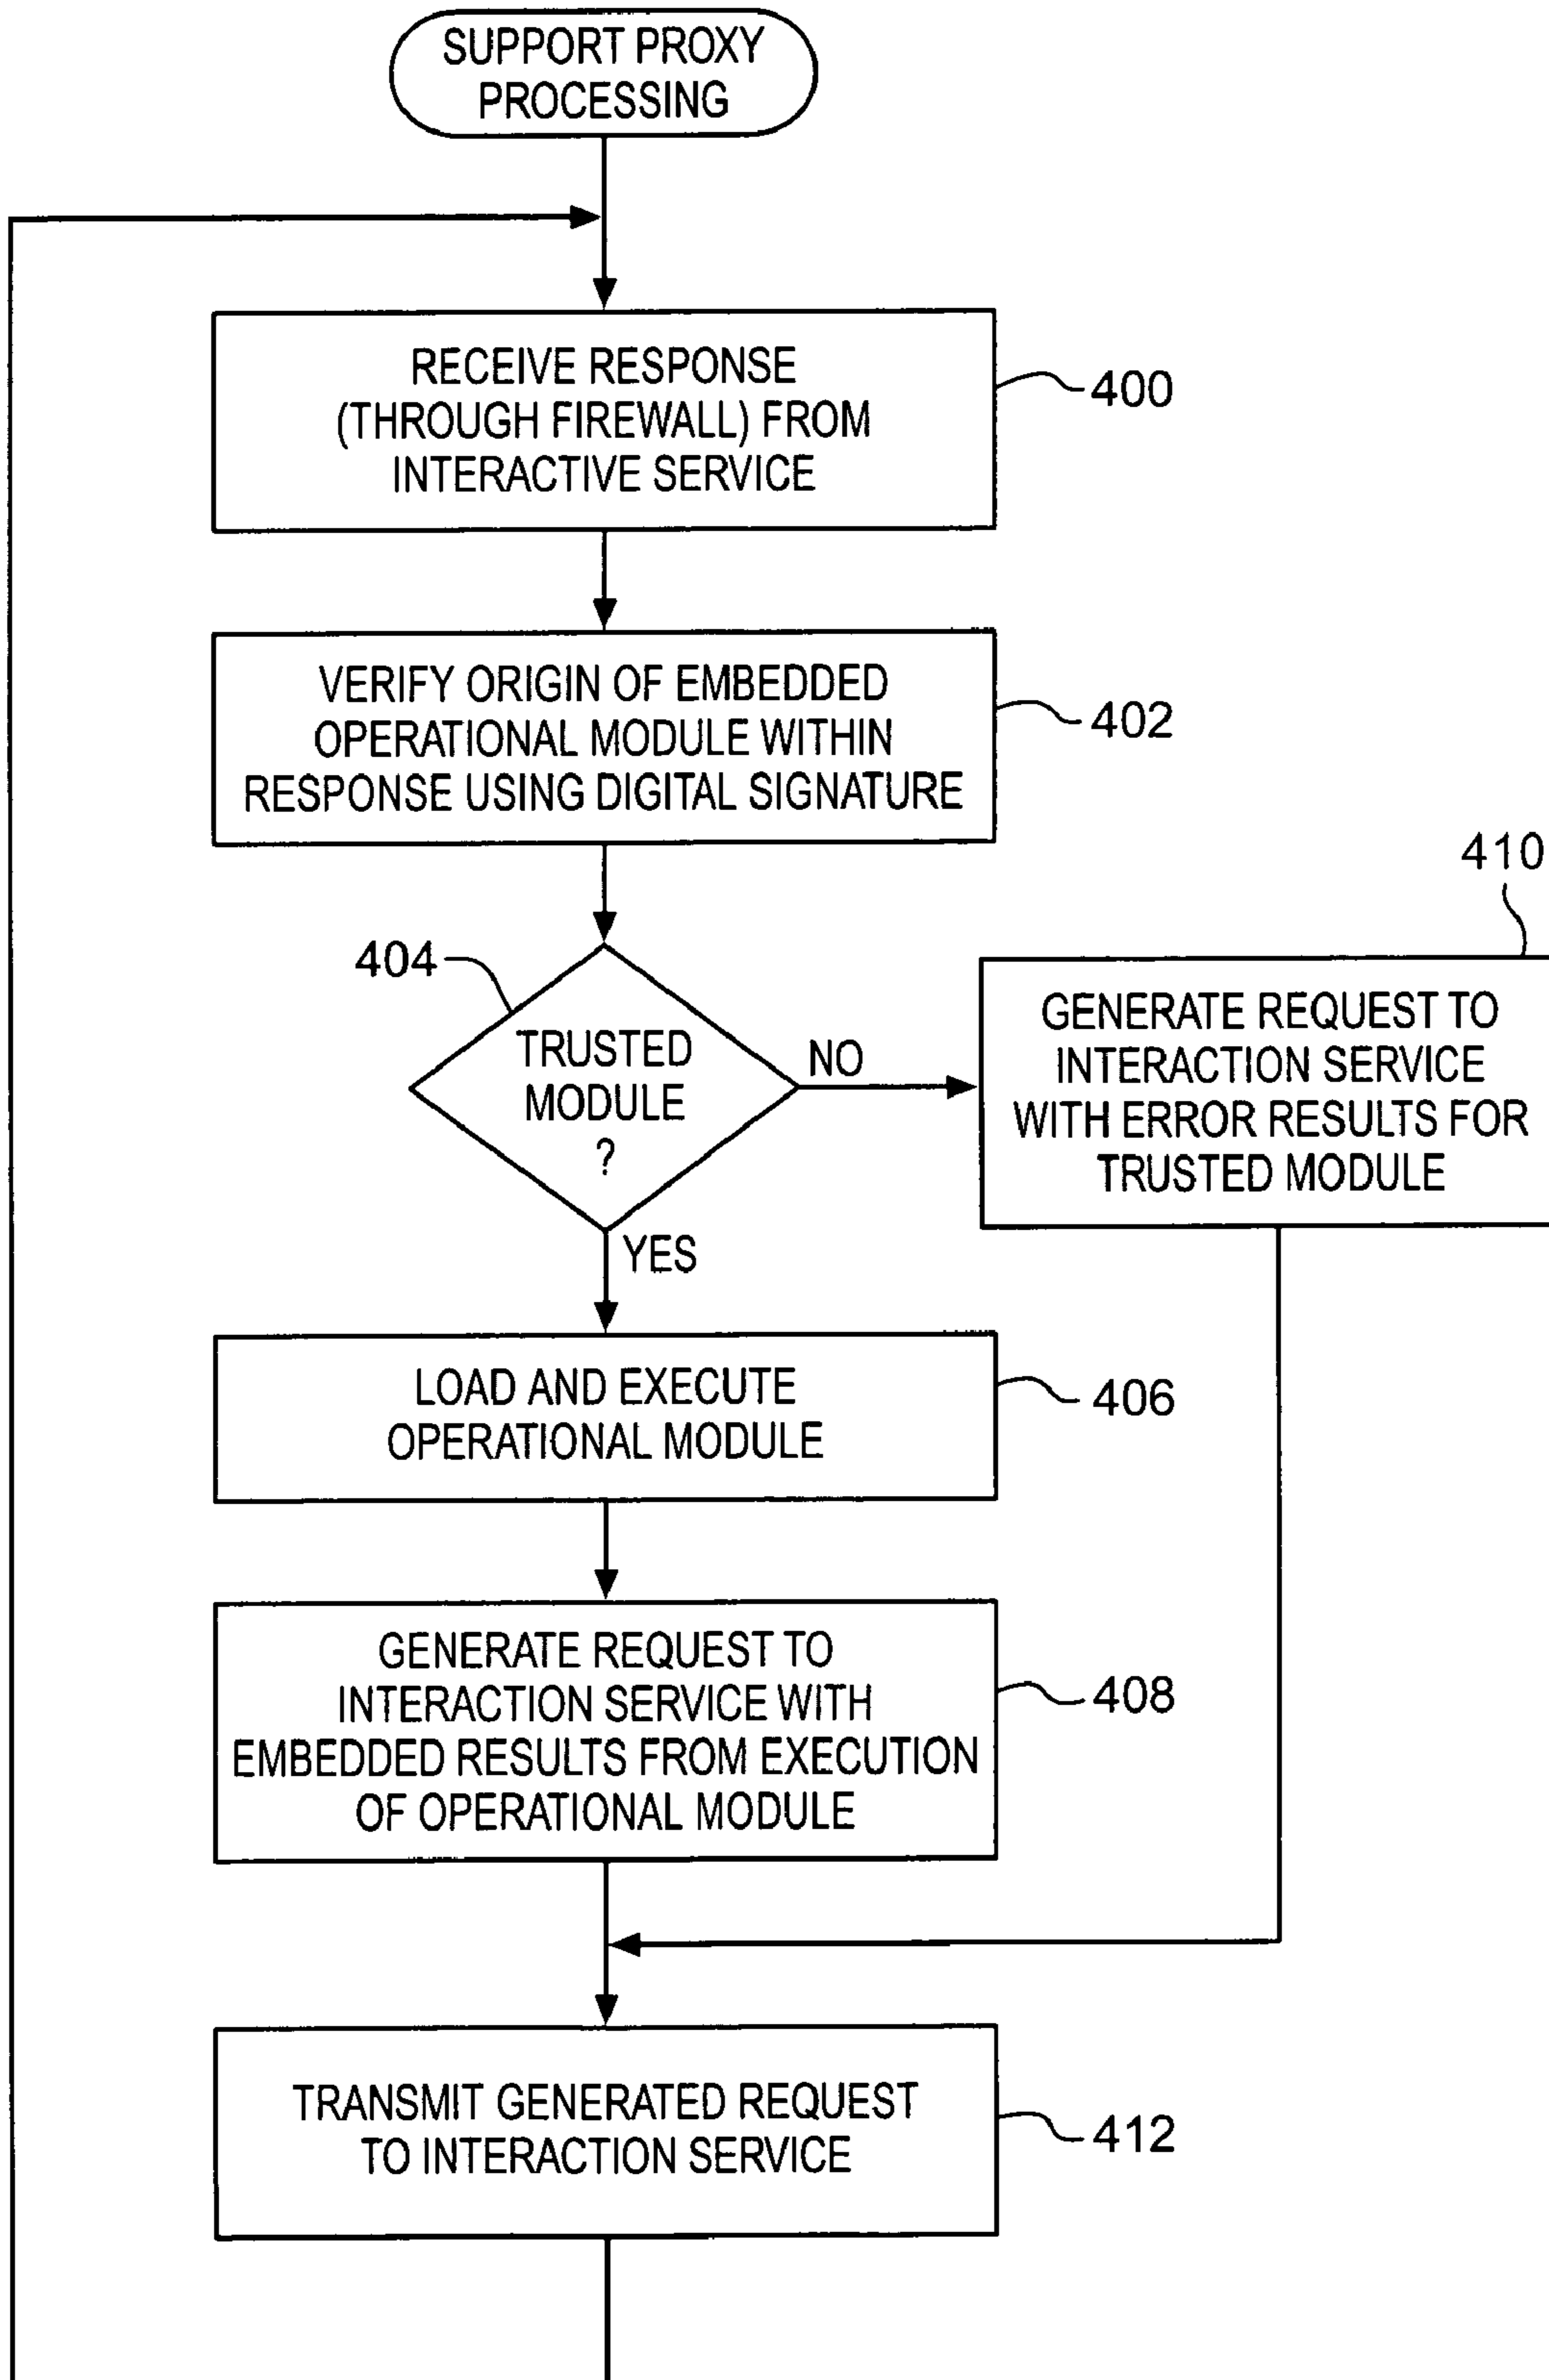 SUPPORT PROXY
PROCESSING
RECEIVE RESPONSE
(THROUGH FIREWALL) FROM
INTERACTIVE SERVICE
400
VERIFY ORIGIN OF EMBEDDED
OPERATIONAL MODULE WITHIN
RESPONSE USING DIGITAL SIGNATURE
402
404
TRUSTED
MODULE
?
NO
YES
410
GENERATE REQUEST TO
INTERACTION SERVICE
WITH ERROR RESULTS FOR
TRUSTED MODULE
LOAD AND EXECUTE
OPERATIONAL MODULE
406
GENERATE REQUEST TO
INTERACTION SERVICE WITH
EMBEDDED RESULTS FROM EXECUTION
OF OPERATIONAL MODULE
408
TRANSMIT GENERATED REQUEST
TO INTERACTION SERVICE
412